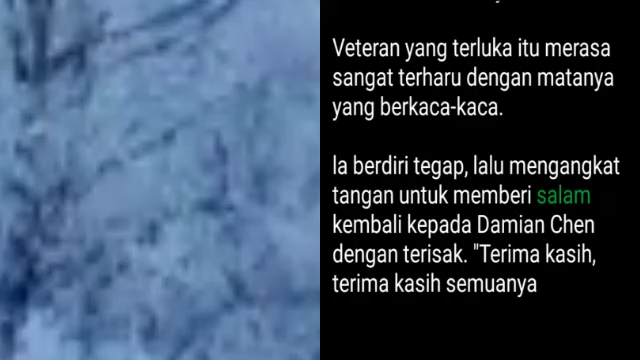 Veteran yang terluka itu merasa
sangat terharu dengan matanya
yang berkaca-kaca.
Ia berdiri tegap, lalu mengangkat
tangan untuk memberi salam
kembali kepada Damian Chen
dengan terisak. "Terima kasih,
terima kasih semuanya